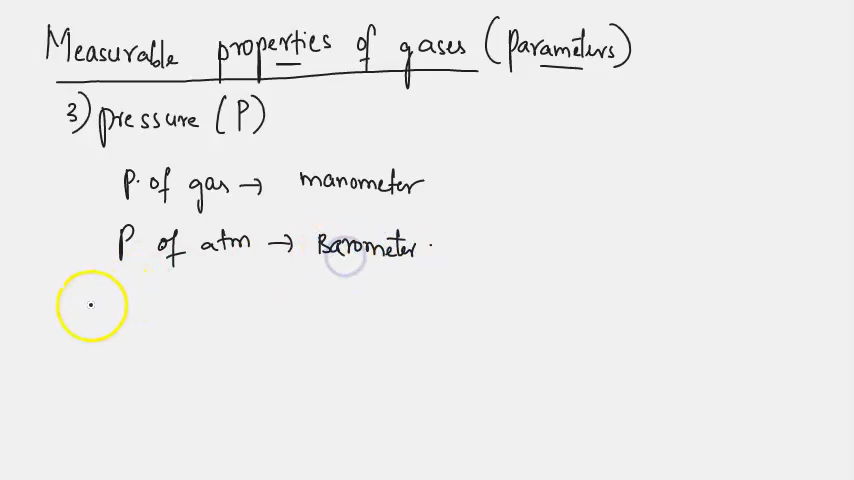 Measurable properties of gases (Parameters)
3) pressure (P)
P. of gas → manometer
P of atm → Barometer.